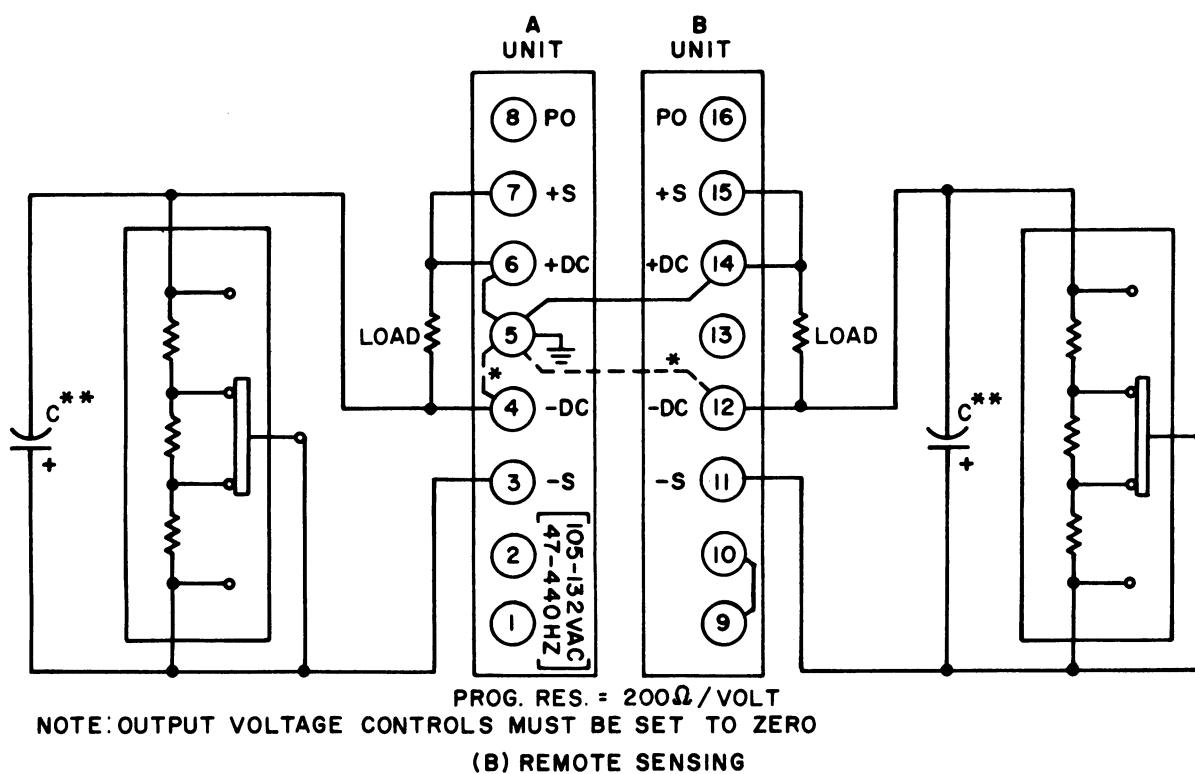 A UNIT
B UNIT
8 PO
PO 16
7 +S
+S 15
6 +DC
+DC 14
LOAD
5
13
LOAD
*
*
4 -DC
-DC 12
C**
+
C**
+
3 -S
-S 11
2
10
1
9
105-132VAC
47-440HZ
PROG. RES. = 200Ω/VOLT
NOTE: OUTPUT VOLTAGE CONTROLS MUST BE SET TO ZERO
(B) REMOTE SENSING